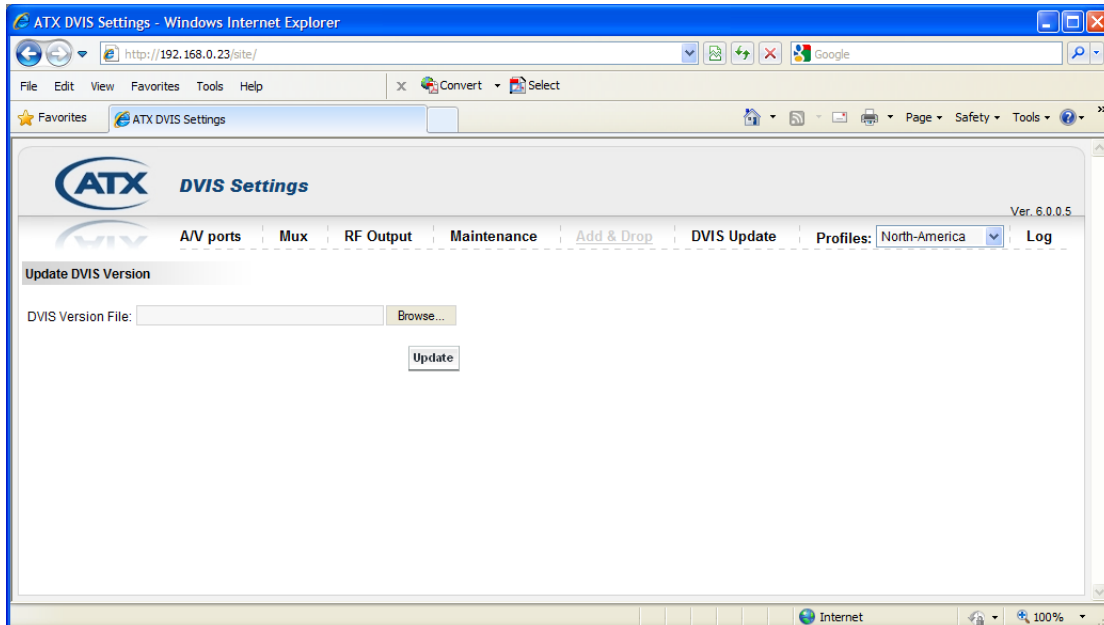 ATX DVIS Settings - Windows Internet Explorer
http://192.168.0.23/site/
Google
File Edit View Favorites Tools Help x Convert Select
Favorites ATX DVIS Settings Page Safety Tools »
ATX DVIS Settings
Ver. 6.0.0.5
A/V ports Mux RF Output Maintenance Add & Drop DVIS Update Profiles: North-America Log
Update DVIS Version
DVIS Version File: Browse...
Update
Internet 100%